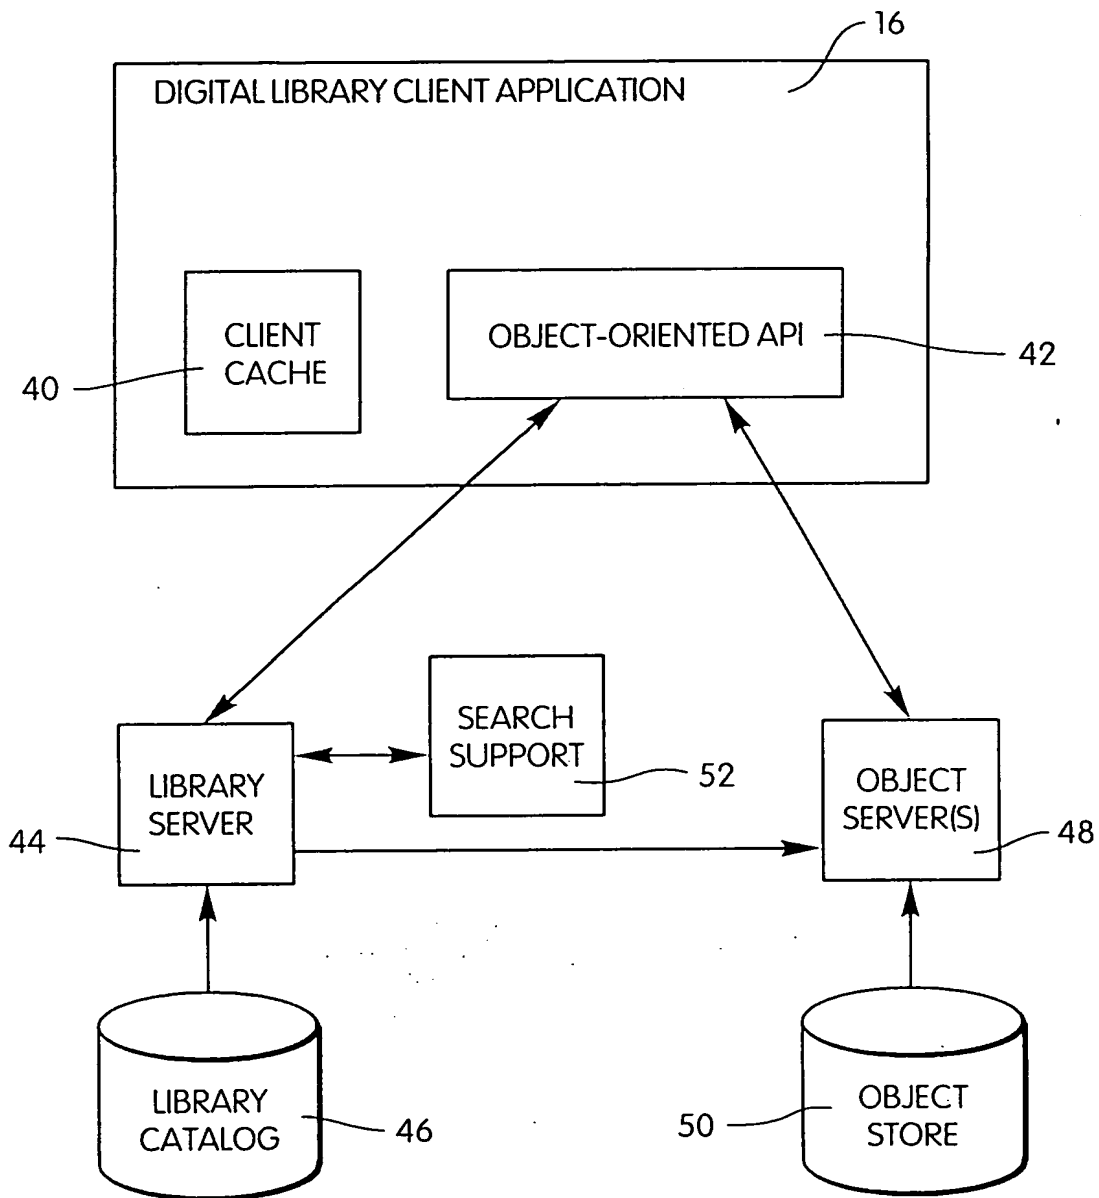 16
DIGITAL LIBRARY CLIENT APPLICATION
CLIENT
CACHE
40
OBJECT-ORIENTED API
42
SEARCH
SUPPORT
52
LIBRARY
SERVER
44
OBJECT
SERVER(S)
48
LIBRARY
CATALOG
46
50
OBJECT
STORE